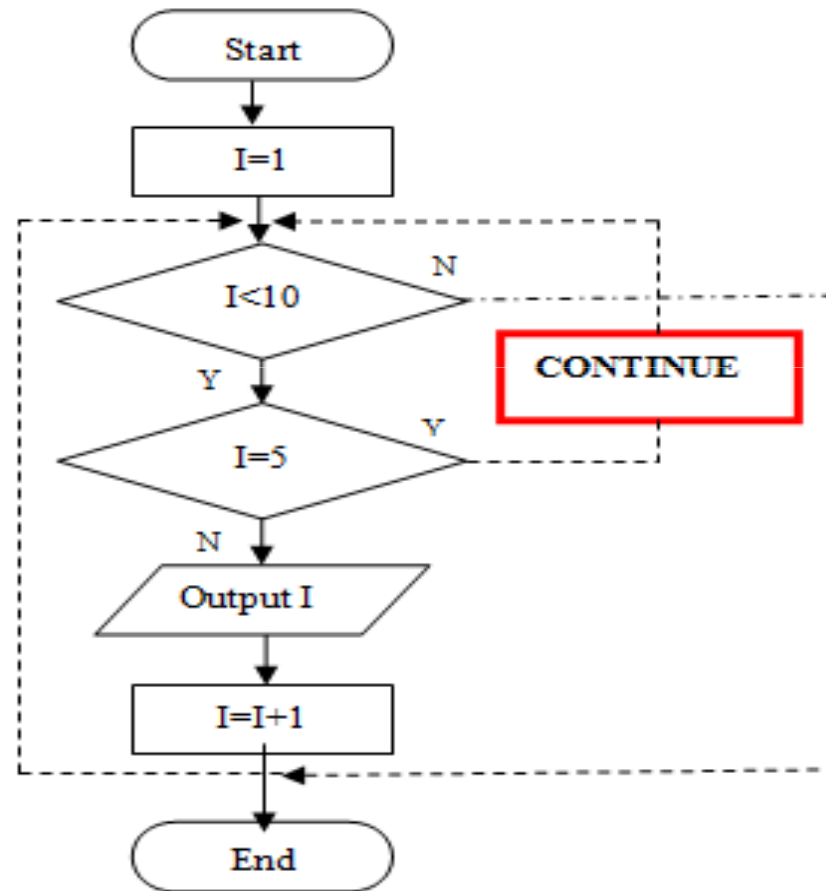 Start
I=1
I<10
N
Y
CONTINUE
I=5
Y
N
Output I
I=I+1
End